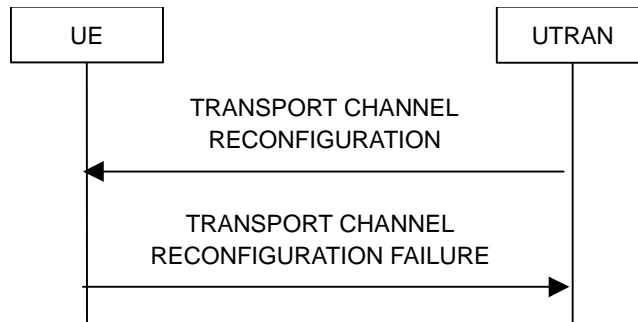 UE
UTRAN
TRANSPORT CHANNEL
RECONFIGURATION
TRANSPORT CHANNEL
RECONFIGURATION FAILURE